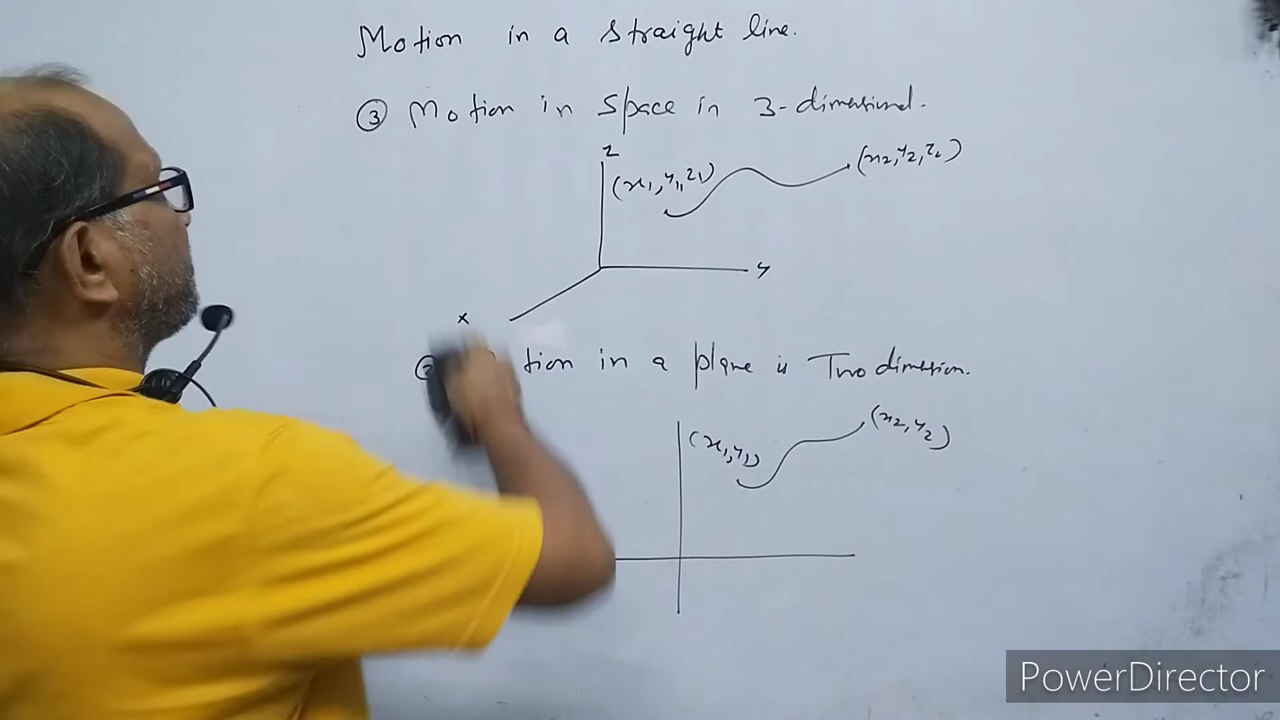 Motion in a straight line.
③ Motion in space in 3-dimensional.
z
(x₁, y₁, z₁)
(x₂, y₂, z₂)
y
x
② tion in a plane is Two dimension.
(x₁, y₁)
(x₂, y₂)
PowerDirector